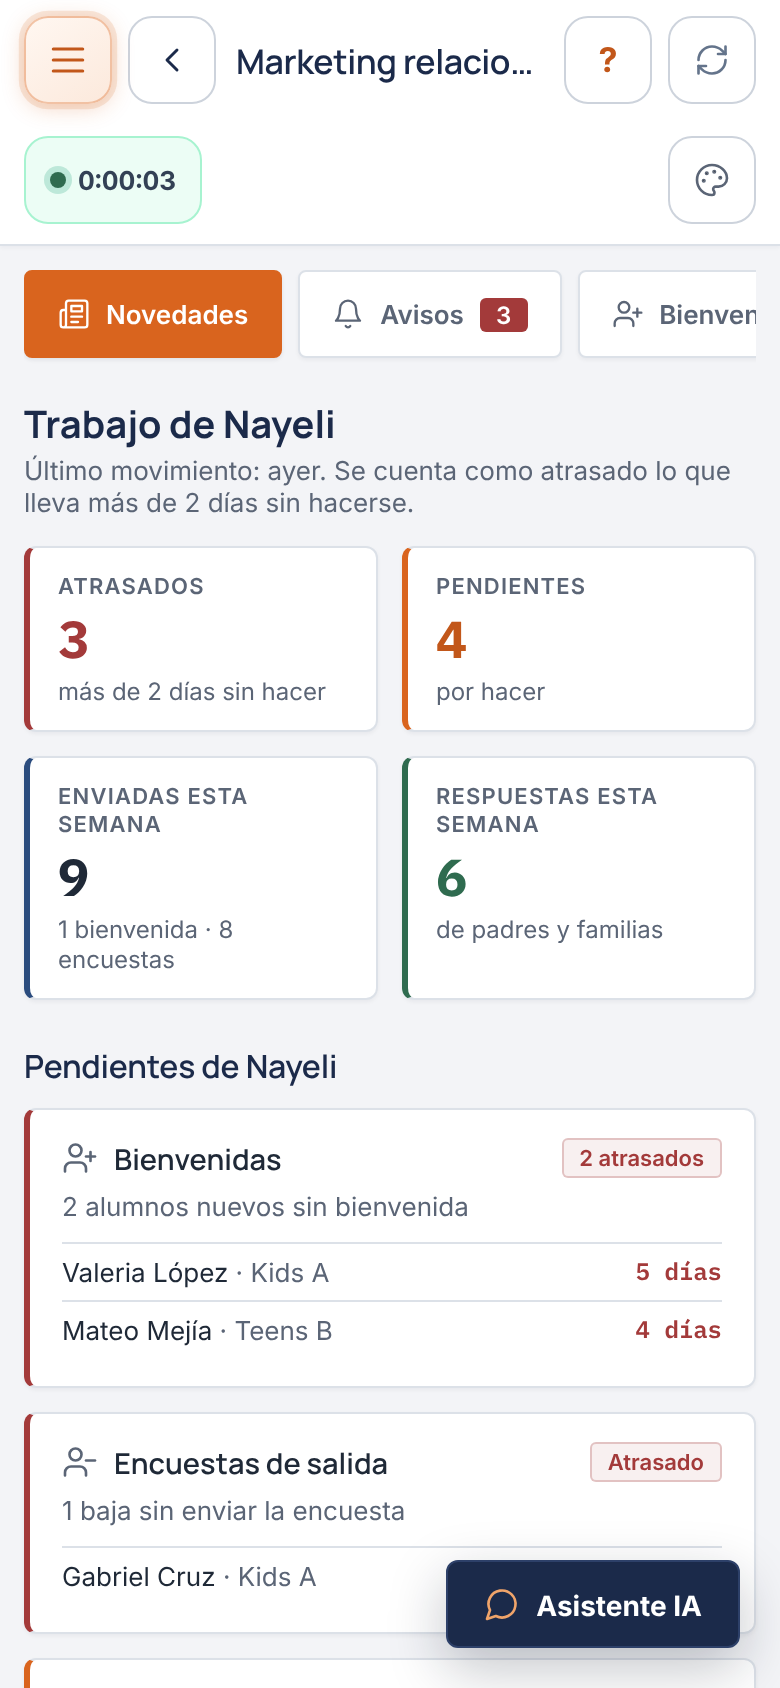 Marketing relacio...
?
0:00:03
Novedades
Avisos 3
Bienven
Trabajo de Nayeli
Último movimiento: ayer. Se cuenta como atrasado lo que
lleva más de 2 días sin hacerse.
ATRASADOS
3
más de 2 días sin hacer
PENDIENTES
4
por hacer
ENVIADAS ESTA
SEMANA
9
1 bienvenida · 8
encuestas
RESPUESTAS ESTA
SEMANA
6
de padres y familias
Pendientes de Nayeli
Bienvenidas
2 atrasados
2 alumnos nuevos sin bienvenida
Valeria López · Kids A
5 días
Mateo Mejía · Teens B
4 días
Encuestas de salida
Atrasado
1 baja sin enviar la encuesta
Gabriel Cruz · Kids A
Asistente IA